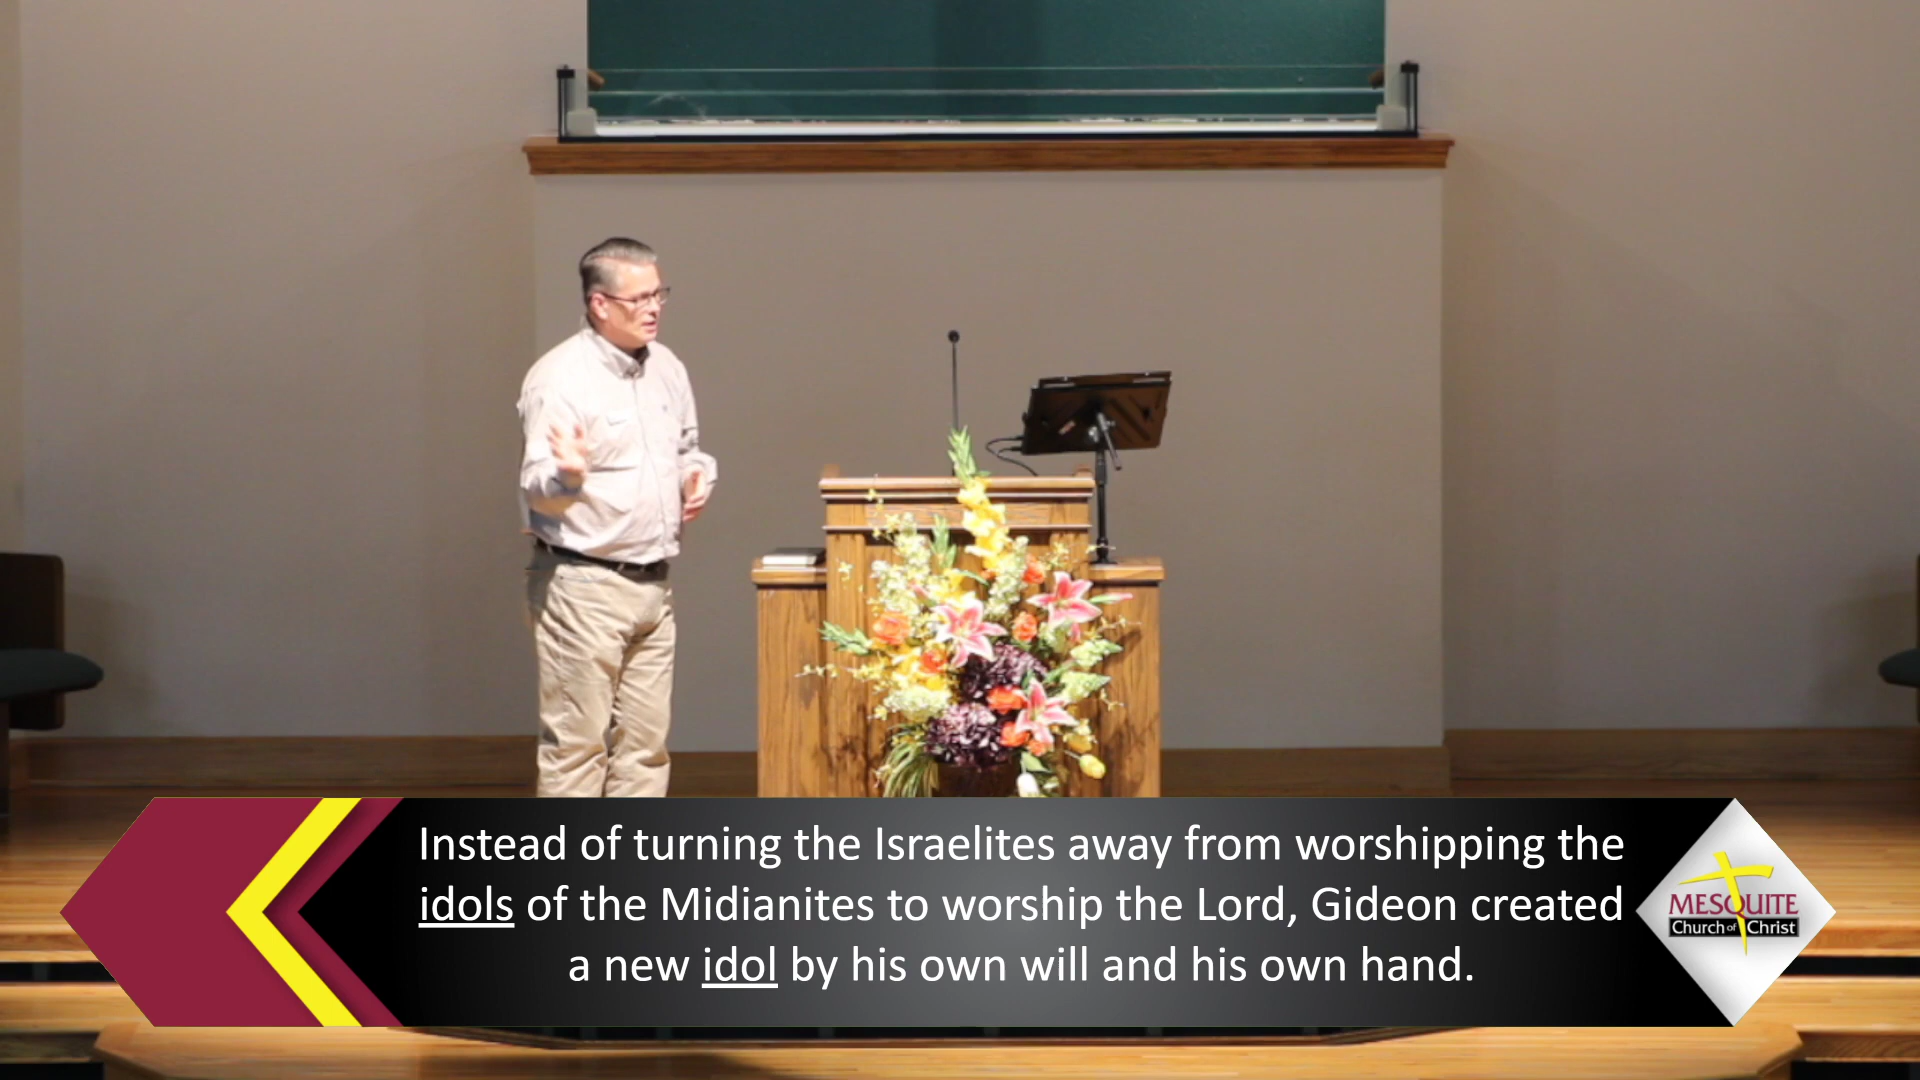 Instead of turning the Israelites away from worshipping the
idols of the Midianites to worship the Lord, Gideon created
a new idol by his own will and his own hand.
MESQUITE
Church of Christ